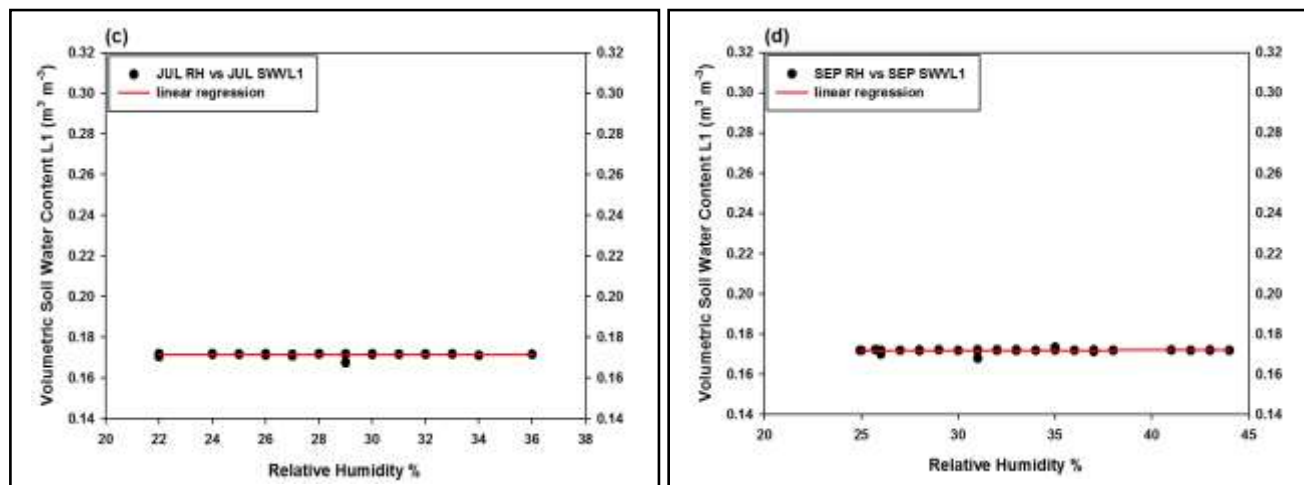 (c)
JUL RH vs JUL SWVL1
linear regression
Volumetric Soil Water Content L1 (m³ m⁻³)
0.32 0.32
0.30 0.30
0.28 0.28
0.26 0.26
0.24 0.24
0.22 0.22
0.20 0.20
0.18 0.18
0.16 0.16
0.14 0.14
20 22 24 26 28 30 32 34 36 38
Relative Humidity %
(d)
SEP RH vs SEP SWVL1
linear regression
Volumetric Soil Water Content L1 (m³ m⁻³)
0.32 0.32
0.30 0.30
0.28 0.28
0.26 0.26
0.24 0.24
0.22 0.22
0.20 0.20
0.18 0.18
0.16 0.16
0.14 0.14
20 25 30 35 40 45
Relative Humidity %